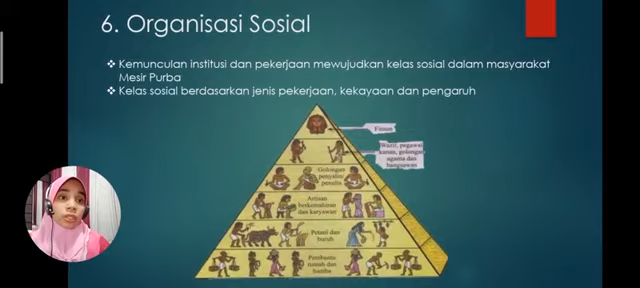 6. Organisasi Sosial
❖ Kemunculan institusi dan pekerjaan mewujudkan kelas sosial dalam masyarakat
Mesir Purba
❖ Kelas sosial berdasarkan jenis pekerjaan, kekayaan dan pengaruh
Firaun
Wazir, pegawai
golongan
agama dan
bangsawan
Golongan
penyalin/
penulis
Artisan
berkemahiran
dan karyawan
Petani dan
buruh
Pembantu
rumah dan
hamba